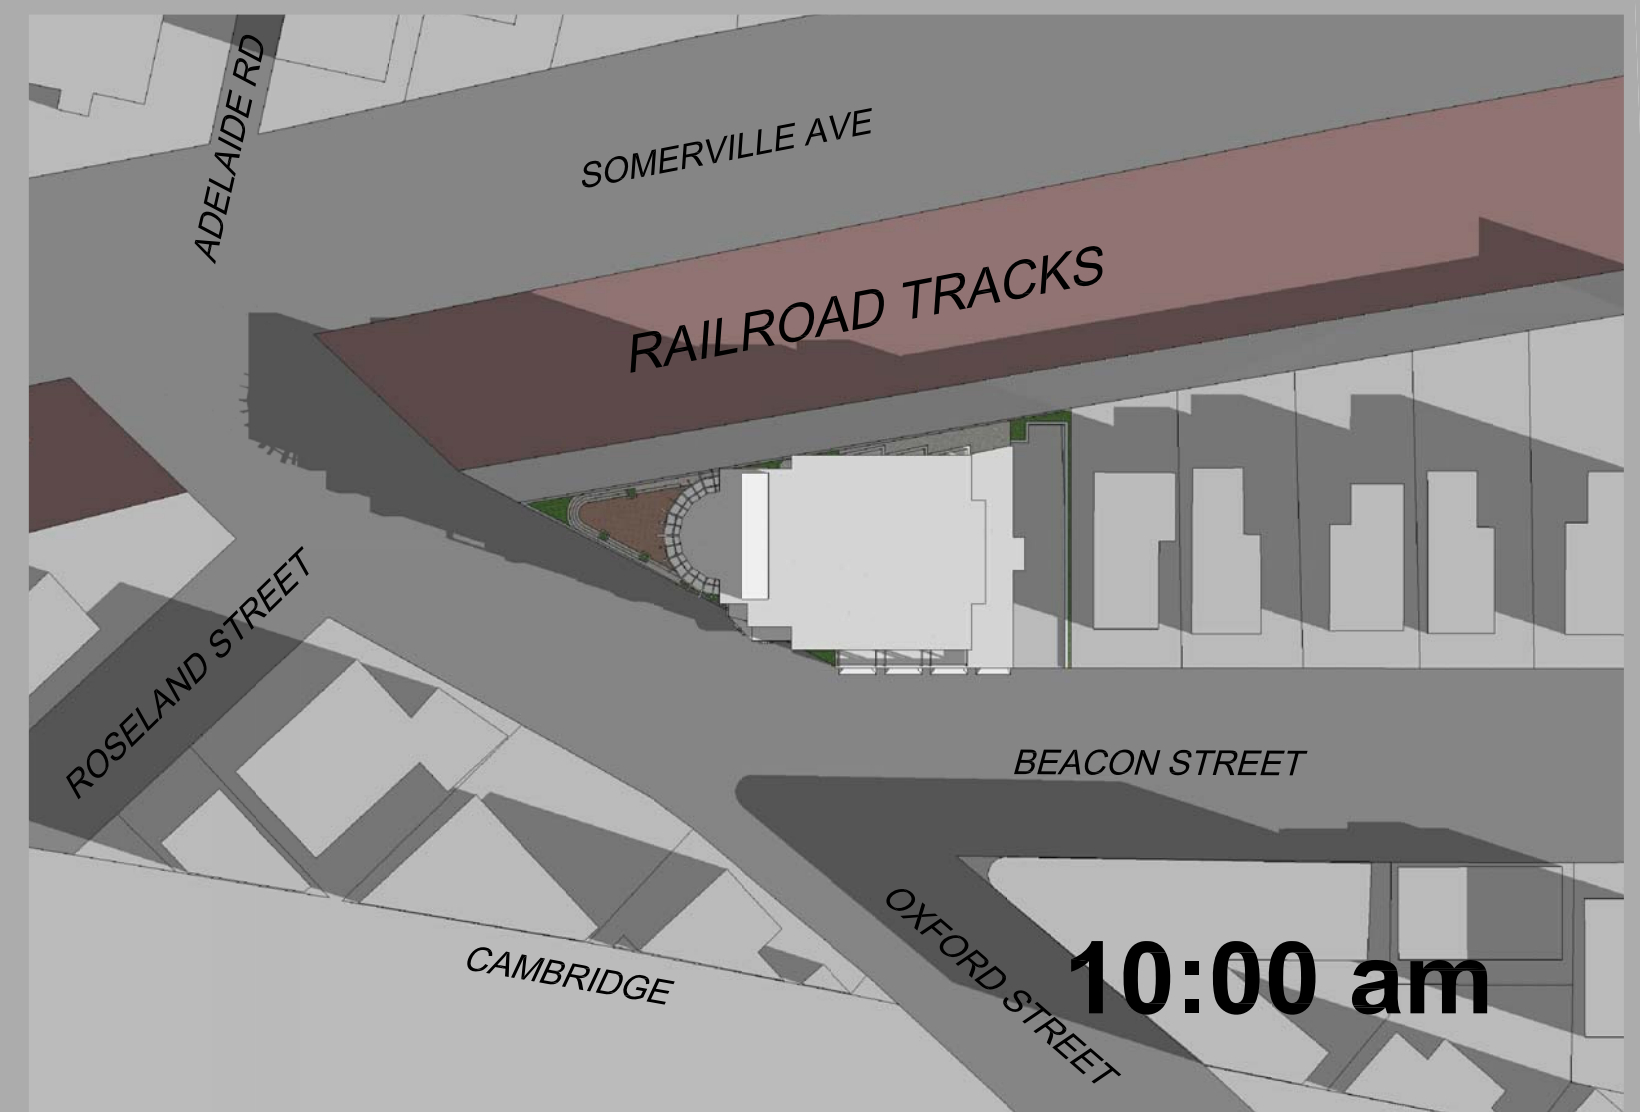 ADELAIDE RD
SOMERVILLE AVE
RAILROAD TRACKS
ROSELAND STREET
BEACON STREET
OXFORD STREET
10:00 am
CAMBRIDGE